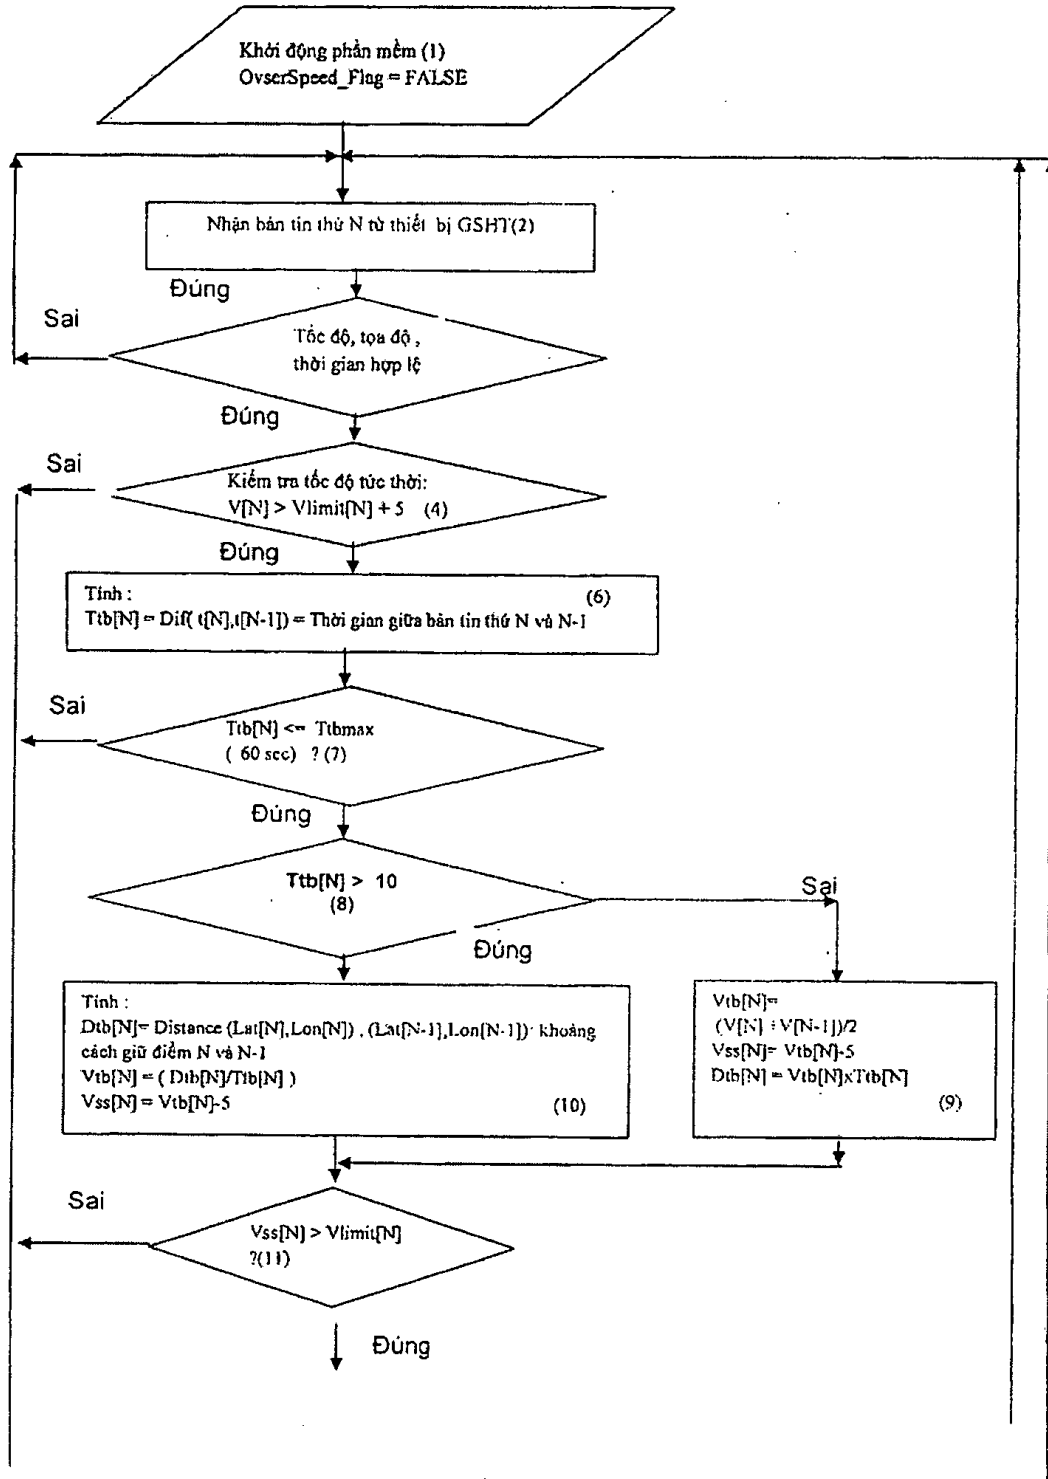 Khởi động phần mềm (1)
OvserSpeed_Flag = FALSE
Nhận bản tin thứ N từ thiết bị GSHT(2)
Đúng
Sai
Tốc độ, tọa độ ,
thời gian hợp lệ
Đúng
Sai
Kiểm tra tốc độ tức thời:
V[N] > Vlimit[N] + 5 (4)
Đúng
Tính : (6)
Ttb[N] = Dif( t[N],t[N-1]) = Thời gian giữa bản tin thứ N và N-1
Sai
Ttb[N] <= Ttbmax
( 60 sec) ? (7)
Đúng
Ttb[N] > 10
(8)
Sai
Đúng
Tính :
Dtb[N]= Distance (Lat[N],Lon[N]) , (Lat[N-1],Lon[N-1]) khoảng
cách giữ điểm N và N-1
Vtb[N] = ( Dtb[N]/Ttb[N] )
Vss[N] = Vtb[N]-5 (10)
Vtb[N]=
(V[N] + V[N-1])/2
Vss[N]= Vtb[N]-5
Dtb[N] = Vtb[N]xTtb[N]
(9)
Sai
Vss[N] > Vlimit[N]
?(11)
Đúng